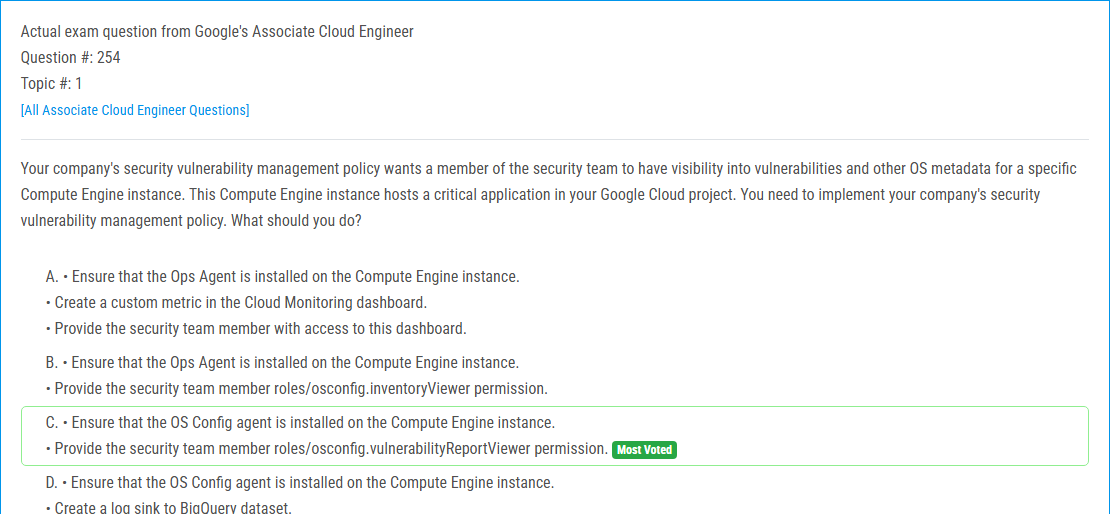 Actual exam question from Google's Associate Cloud Engineer
Question #: 254
Topic #: 1
[All Associate Cloud Engineer Questions]
Your company's security vulnerability management policy wants a member of the security team to have visibility into vulnerabilities and other OS metadata for a specific
Compute Engine instance. This Compute Engine instance hosts a critical application in your Google Cloud project. You need to implement your company's security
vulnerability management policy. What should you do?
A. • Ensure that the Ops Agent is installed on the Compute Engine instance.
• Create a custom metric in the Cloud Monitoring dashboard.
• Provide the security team member with access to this dashboard.
B. • Ensure that the Ops Agent is installed on the Compute Engine instance.
• Provide the security team member roles/osconfig.inventoryViewer permission.
C. • Ensure that the OS Config agent is installed on the Compute Engine instance.
• Provide the security team member roles/osconfig.vulnerabilityReportViewer permission. Most Voted
D. • Ensure that the OS Config agent is installed on the Compute Engine instance.
• Create a log sink to BigQuery dataset.